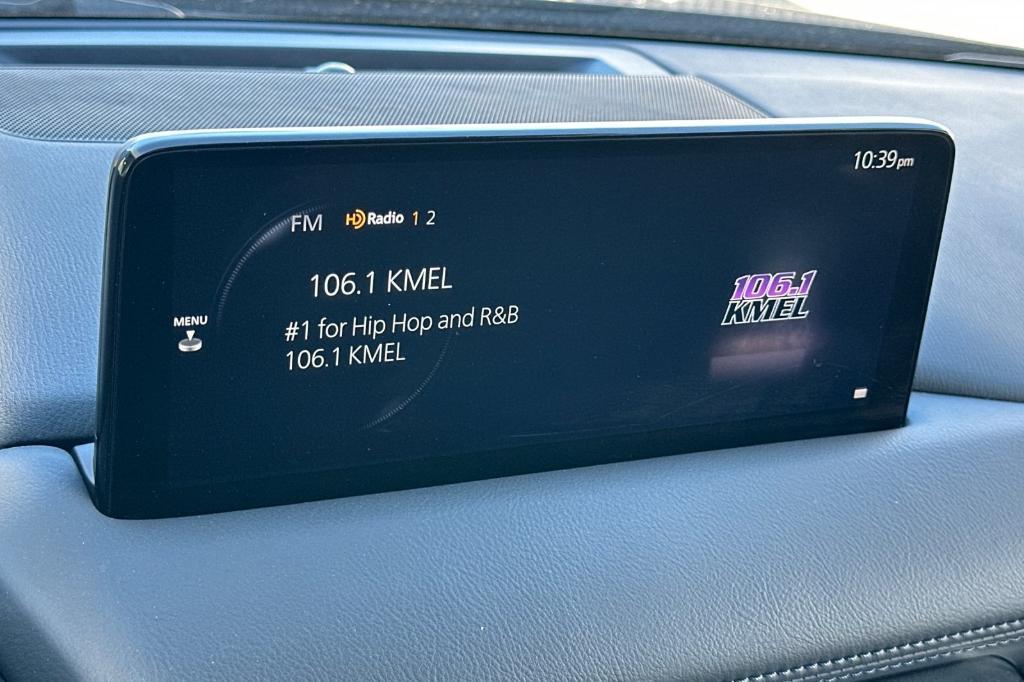 10:39pm
FM HD Radio 1 2
106.1 KMEL
#1 for Hip Hop and R&B
106.1 KMEL
MENU
106.1
KMEL